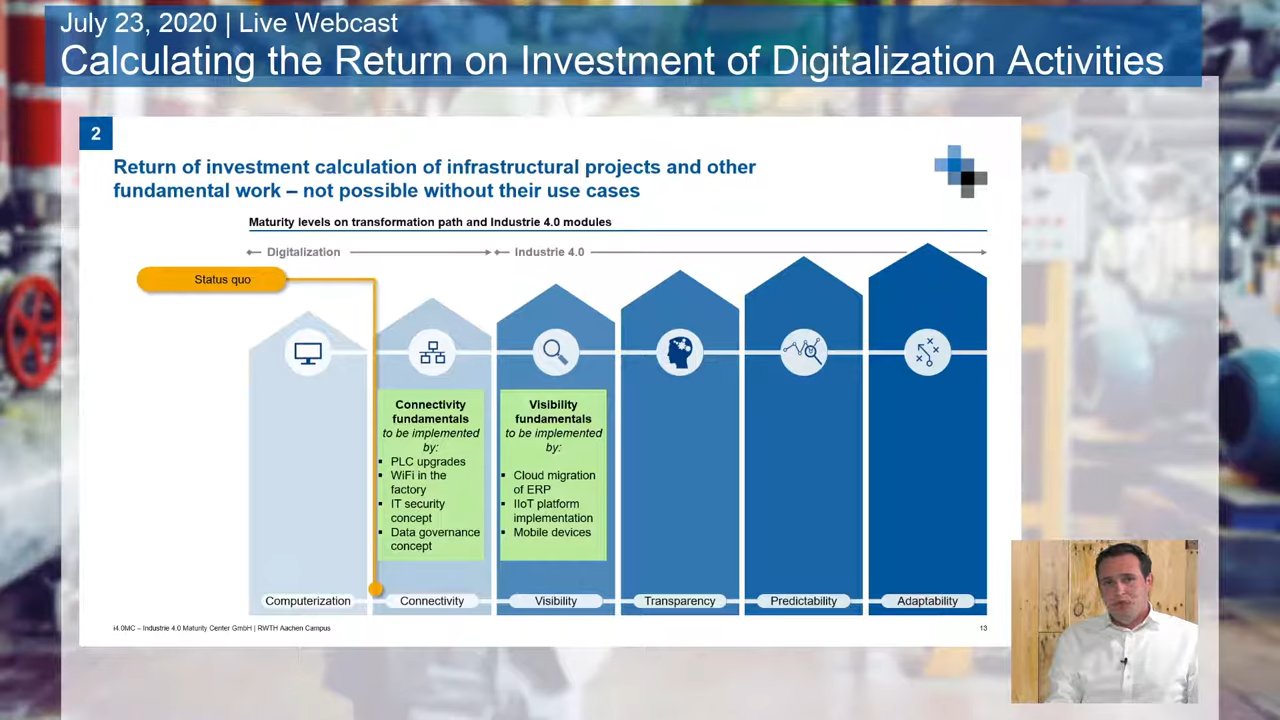 July 23, 2020 | Live Webcast
Calculating the Return on Investment of Digitalization Activities
2
Return of investment calculation of infrastructural projects and other
fundamental work – not possible without their use cases
Maturity levels on transformation path and Industrie 4.0 modules
Digitalization
Industrie 4.0
Status quo
Connectivity
fundamentals
to be implemented
by:
▪ PLC upgrades
▪ WiFi in the
factory
▪ IT security
concept
▪ Data governance
concept
Visibility
fundamentals
to be implemented
by:
▪ Cloud migration
of ERP
▪ IIoT platform
implementation
▪ Mobile devices
Computerization
Connectivity
Visibility
Transparency
Predictability
Adaptability
i4.0MC – Industrie 4.0 Maturity Center GmbH | RWTH Aachen Campus
13